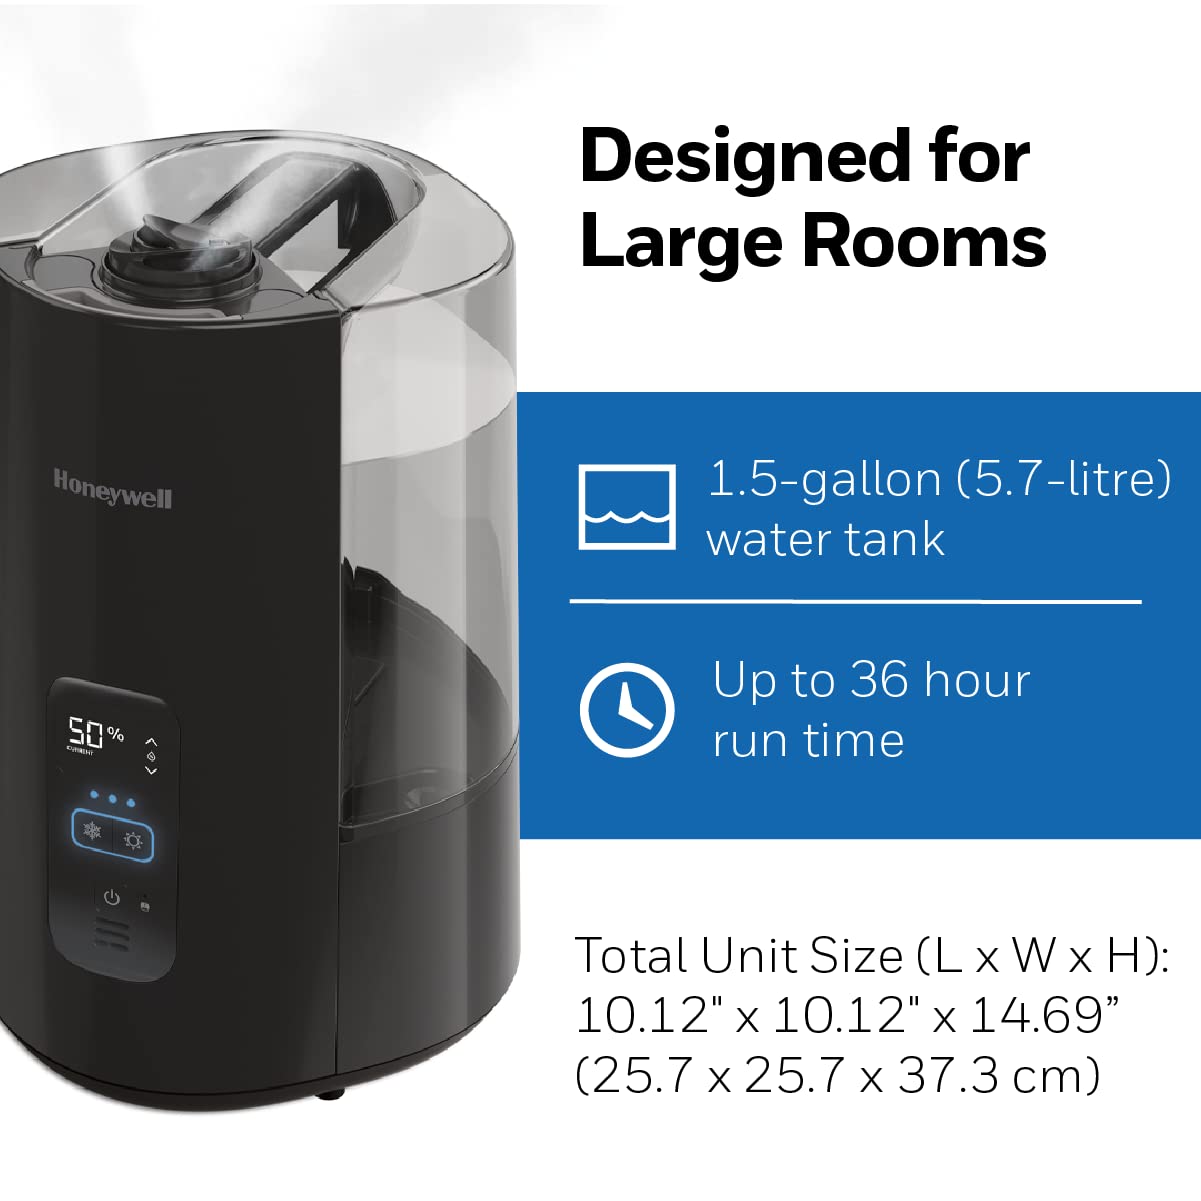 Designed for
Large Rooms
1.5-gallon (5.7-litre)
water tank
Up to 36 hour
run time
Total Unit Size (L x W x H):
10.12" x 10.12" x 14.69”
(25.7 x 25.7 x 37.3 cm)
Honeywell
50%
CURRENT